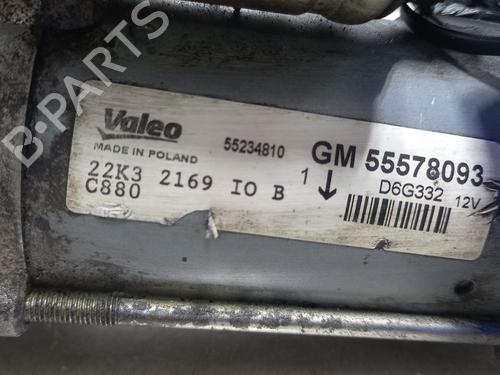 B-PARTS
Valeo
MADE IN POLAND
55234810
GM 55578093
22K3 2169 IO B
C880
1
D6G332 12V